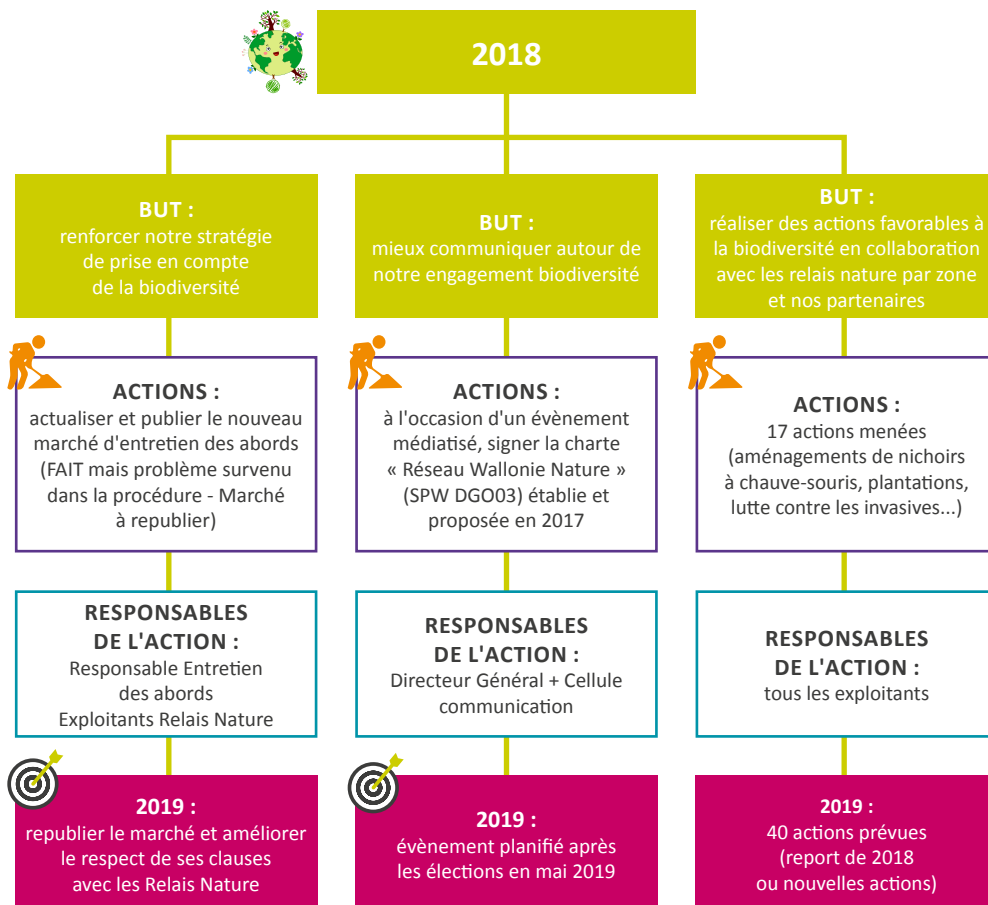 2018
BUT :
renforcer notre stratégie
de prise en compte
de la biodiversité
ACTIONS :
actualiser et publier le nouveau
marché d'entretien des abords
(FAIT mais problème survenu
dans la procédure - Marché
à republier)
RESPONSABLES
DE L'ACTION :
Responsable Entretien
des abords
Exploitants Relais Nature
2019 :
republier le marché et améliorer
le respect de ses clauses
avec les Relais Nature
BUT :
mieux communiquer autour de
notre engagement biodiversité
ACTIONS :
à l'occasion d'un évènement
médiatisé, signer la charte
« Réseau Wallonie Nature »
(SPW DGO03) établie et
proposée en 2017
RESPONSABLES
DE L'ACTION :
Directeur Général + Cellule
communication
2019 :
évènement planifié après
les élections en mai 2019
BUT :
réaliser des actions favorables à
la biodiversité en collaboration
avec les relais nature par zone
et nos partenaires
ACTIONS :
17 actions menées
(aménagements de nichoirs
à chauve-souris, plantations,
lutte contre les invasives...)
RESPONSABLES
DE L'ACTION :
tous les exploitants
2019 :
40 actions prévues
(report de 2018
ou nouvelles actions)